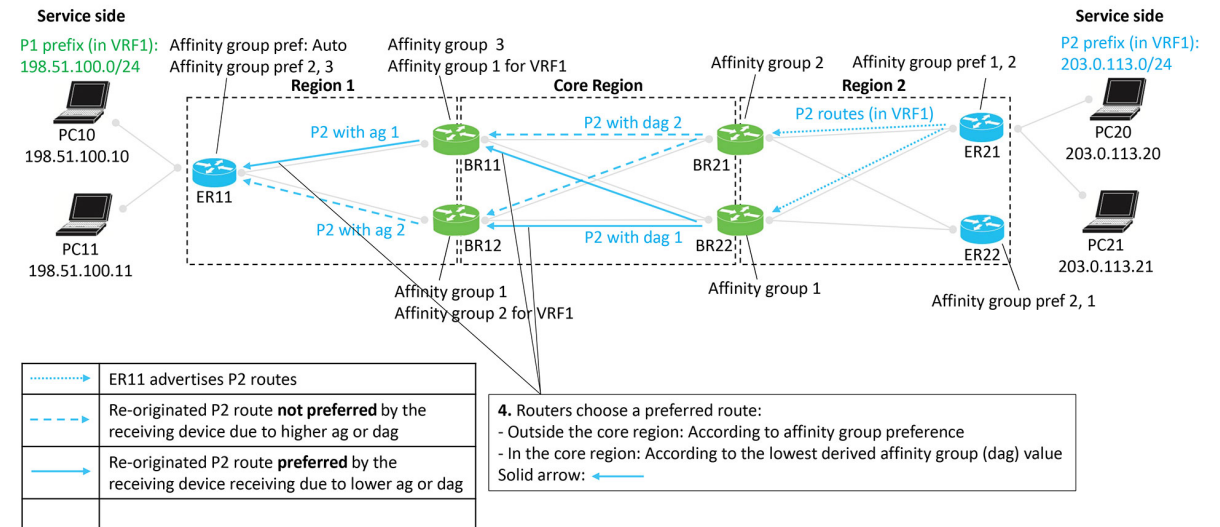 Service side
Service side
P1 prefix (in VRF1):
198.51.100.0/24
Affinity group pref: Auto
Affinity group pref 2, 3
Affinity group  3
Affinity group 1 for VRF1
Affinity group 2
Affinity group pref 1, 2
P2 prefix (in VRF1):
203.0.113.0/24
Region 1
Core Region
Region 2
PC10
198.51.100.10
P2 with ag 1
BR11
P2 with dag 2
BR21
P2 routes (in VRF1)
ER21
PC20
203.0.113.20
ER11
PC11
198.51.100.11
P2 with ag 2
BR12
P2 with dag 1
BR22
ER22
PC21
203.0.113.21
Affinity group 1
Affinity group 2 for VRF1
Affinity group 1
Affinity group pref 2, 1
ER11 advertises P2 routes
Re-originated P2 route not preferred by the
receiving device due to higher ag or dag
Re-originated P2 route preferred by the
receiving device receiving due to lower ag or dag
4. Routers choose a preferred route:
- Outside the core region: According to affinity group preference
- In the core region: According to the lowest derived affinity group (dag) value
Solid arrow: